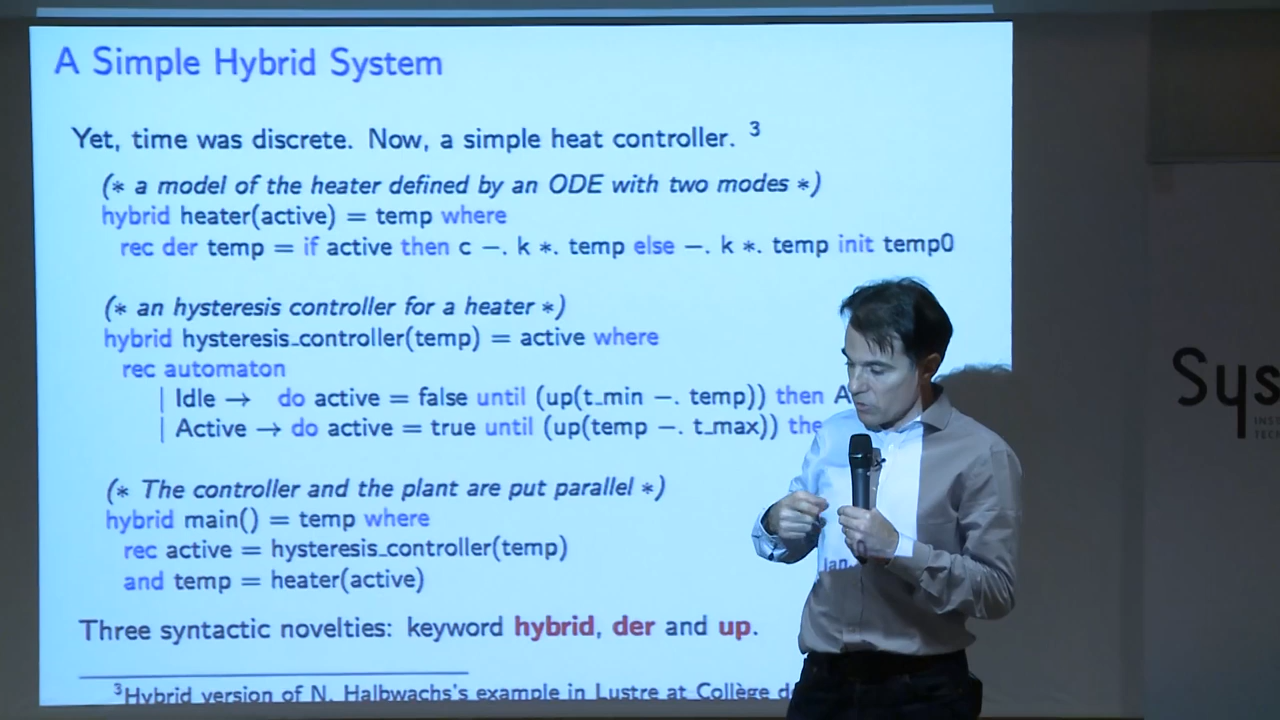 A Simple Hybrid System
Yet, time was discrete. Now, a simple heat controller. 3
(* a model of the heater defined by an ODE with two modes *)
hybrid heater(active) = temp where
rec der temp = if active then c −. k *. temp else −. k *. temp init temp0
(* an hysteresis controller for a heater *)
hybrid hysteresis_controller(temp) = active where
rec automaton
| Idle → do active = false until (up(t_min −. temp)) then A
| Active → do active = true until (up(temp −. t_max)) the
(* The controller and the plant are put parallel *)
hybrid main() = temp where
rec active = hysteresis_controller(temp)
and temp = heater(active)
Three syntactic novelties: keyword hybrid, der and up.
3Hybrid version of N. Halbwachs's example in Lustre at Collège d
Jan.
Sys
INS
TEC